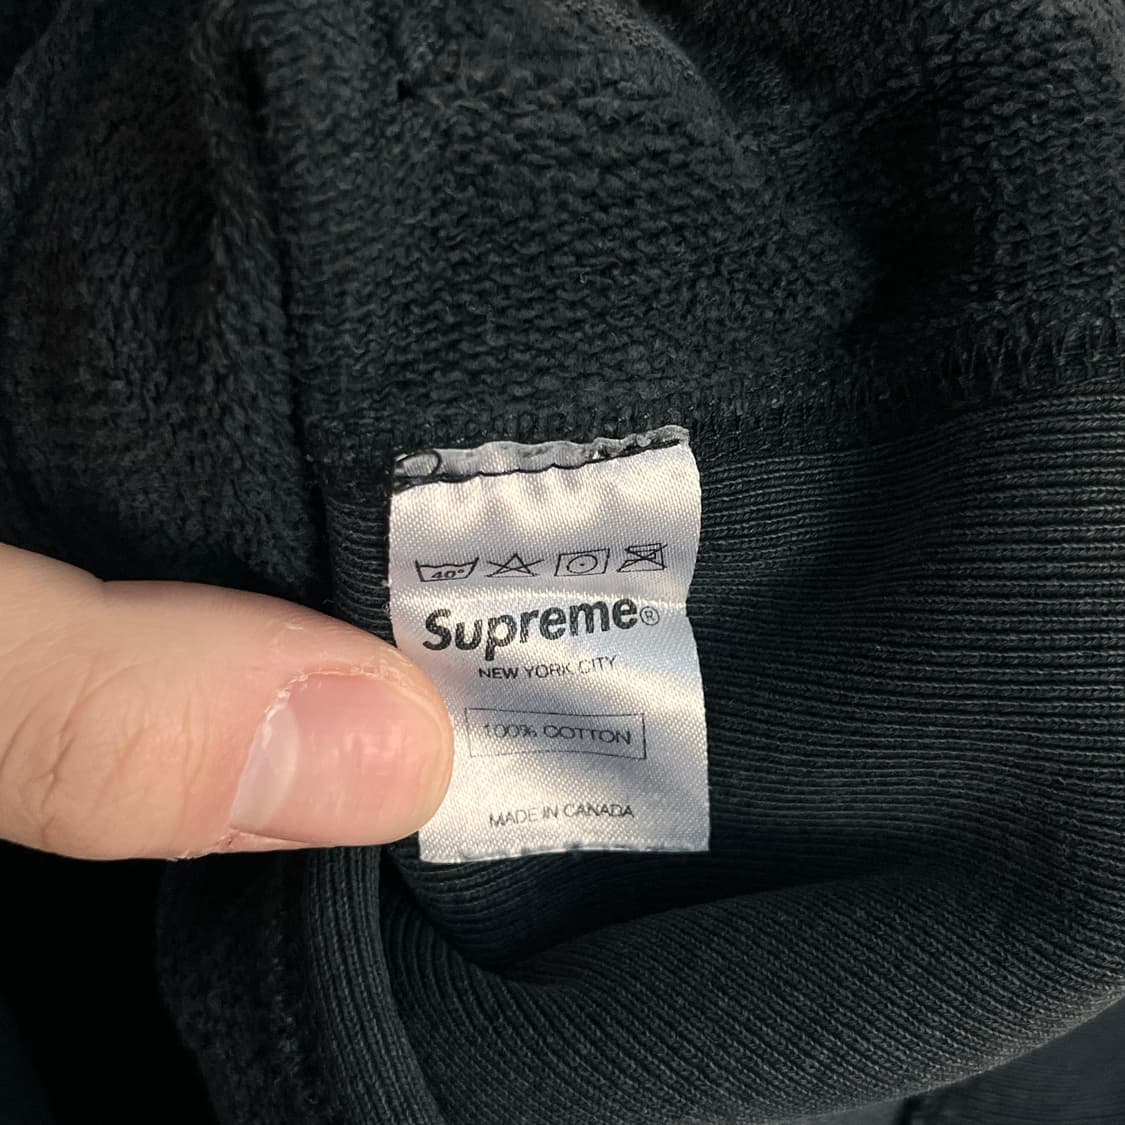 40°
Supreme®
NEW YORK CITY
100% COTTON
MADE IN CANADA